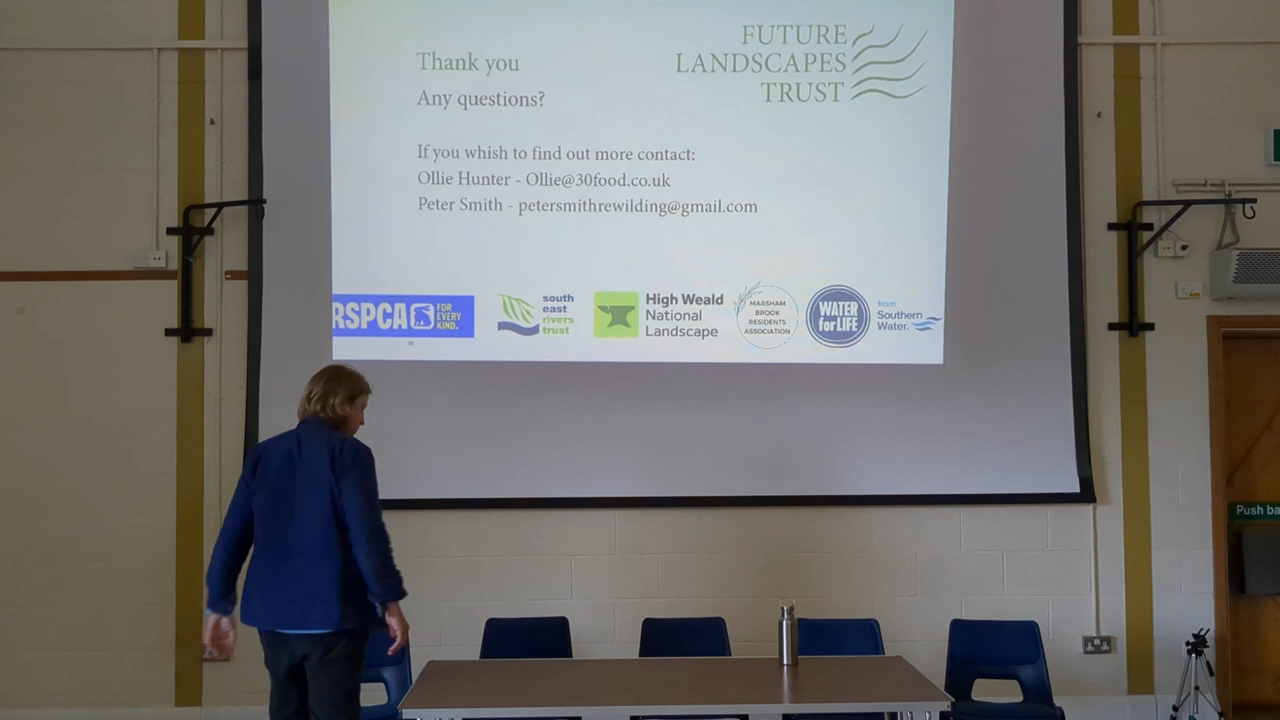 FUTURE
LANDSCAPES
TRUST
Thank you
Any questions?
If you whish to find out more contact:
Ollie Hunter - Ollie@30food.co.uk
Peter Smith - petersmithrewilding@gmail.com
RSPCA FOR EVERY KIND.
south
east
rivers
trust
High Weald
National
Landscape
MARSHAM
BROOK
RESIDENTS
ASSOCIATION
WATER
for LIFE
from
Southern
Water.
Push ba